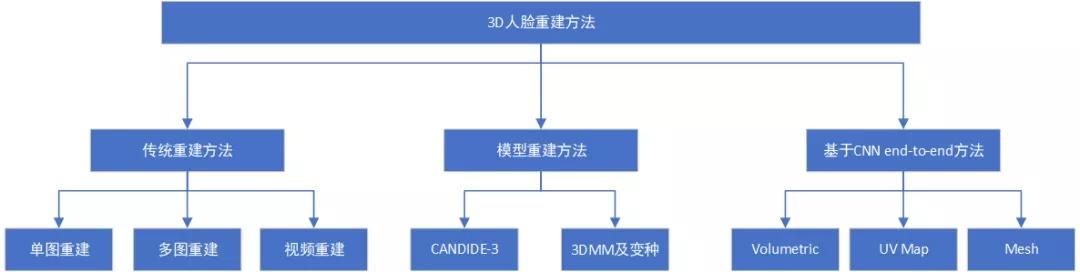 3D人脸重建方法
传统重建方法
模型重建方法
基于CNN end-to-end方法
单图重建
多图重建
视频重建
CANDIDE-3
3DMM及变种
Volumetric
UV Map
Mesh